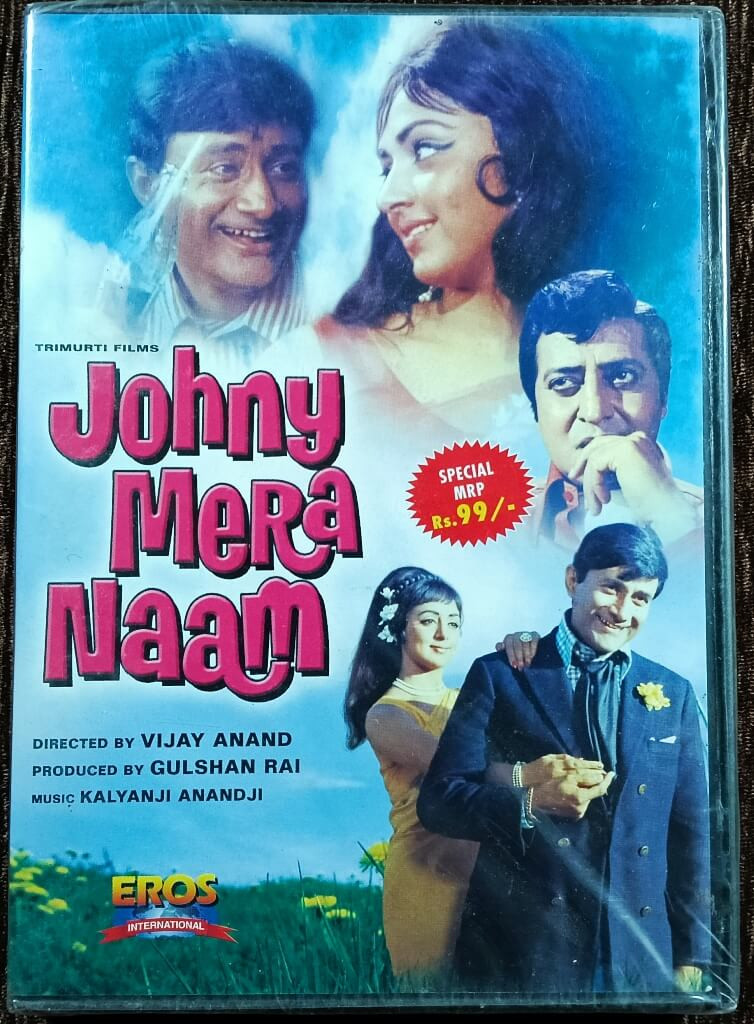 TRIMURTI FILMS
Johny
Mera
Naam
SPECIAL
MRP
Rs.99/-
DIRECTED BY VIJAY ANAND
PRODUCED BY GULSHAN RAI
MUSIC KALYANJI ANANDJI
EROS
INTERNATIONAL